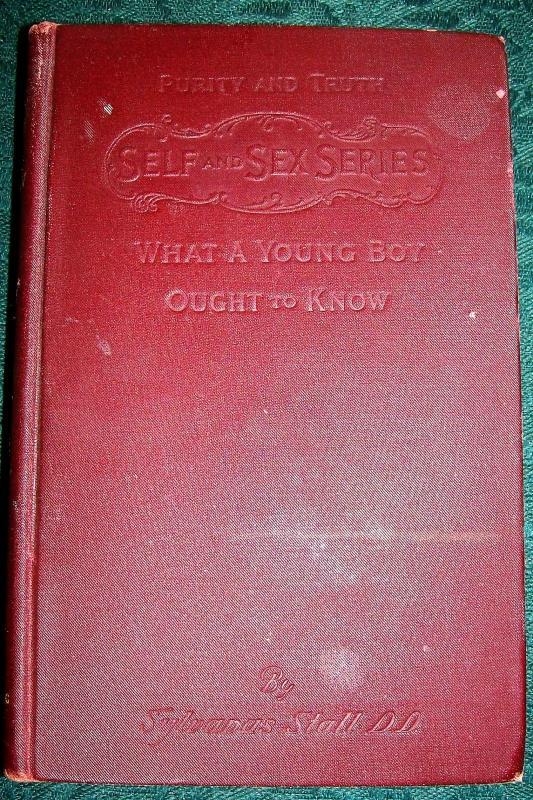 PURITY AND TRUTH
SELF AND SEX SERIES
WHAT A YOUNG BOY
OUGHT TO KNOW
By
Sylvanus Stall D.D.